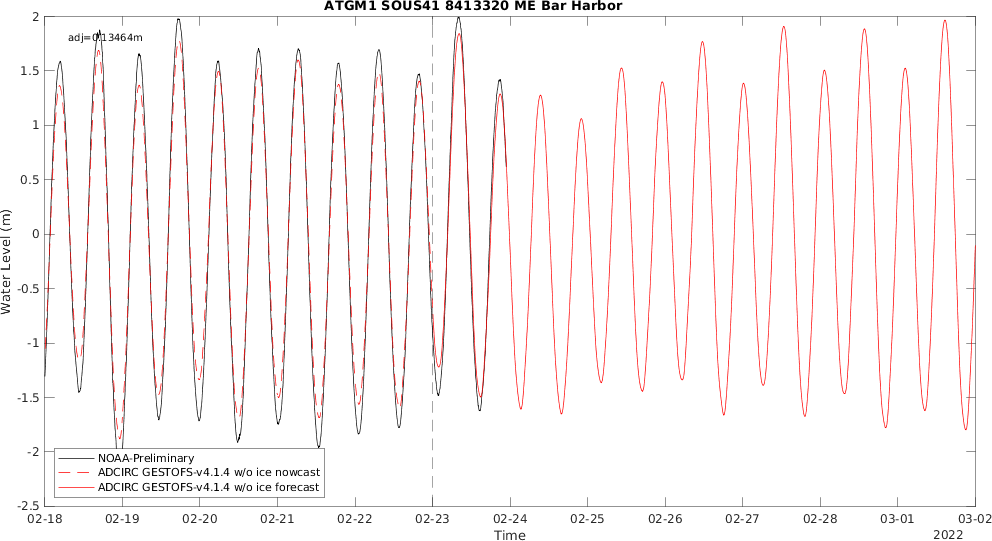 ATGM1 SOUS41 8413320 ME Bar Harbor
adj=0.13464m
2
1.5
1
0.5
0
-0.5
-1
-1.5
-2
-2.5
Water Level (m)
NOAA-Preliminary
ADCIRC GESTOFS-v4.1.4 w/o ice nowcast
ADCIRC GESTOFS-v4.1.4 w/o ice forecast
02-18 02-19 02-20 02-21 02-22 02-23 02-24 02-25 02-26 02-27 02-28 03-01 03-02
Time
2022